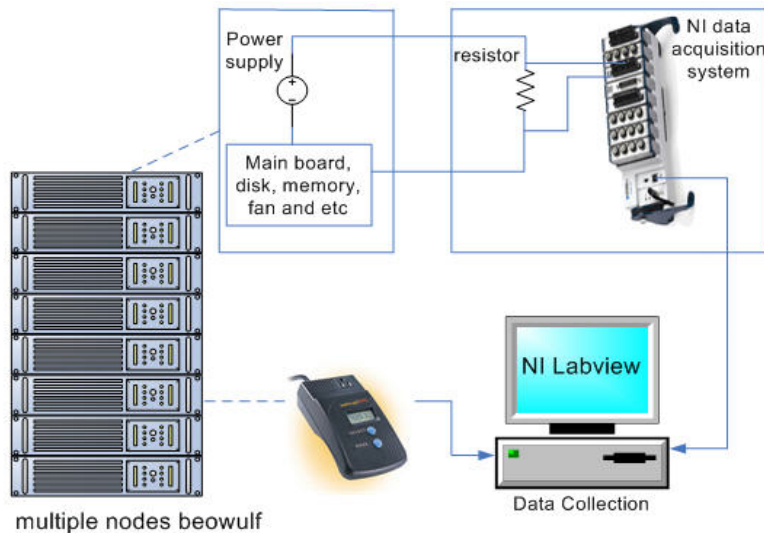 Power
supply
resistor
NI data
acquisition
system
Main board,
disk, memory,
fan and etc
NI Labview
Data Collection
multiple nodes beowulf